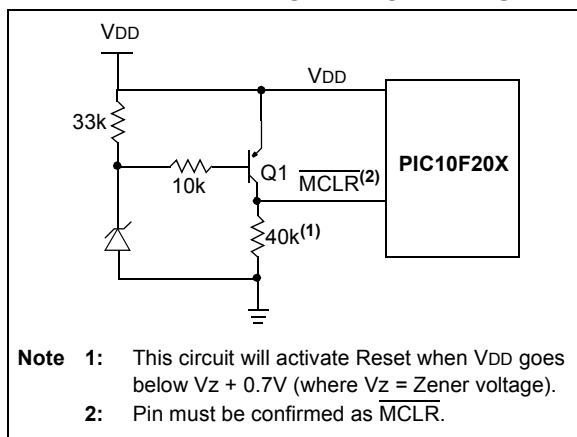 VDD
VDD
33k
10k
Q1
MCLR(2)
PIC10F20X
40k(1)
Note 1: This circuit will activate Reset when VDD goes
below Vz + 0.7V (where Vz = Zener voltage).
2: Pin must be confirmed as MCLR.